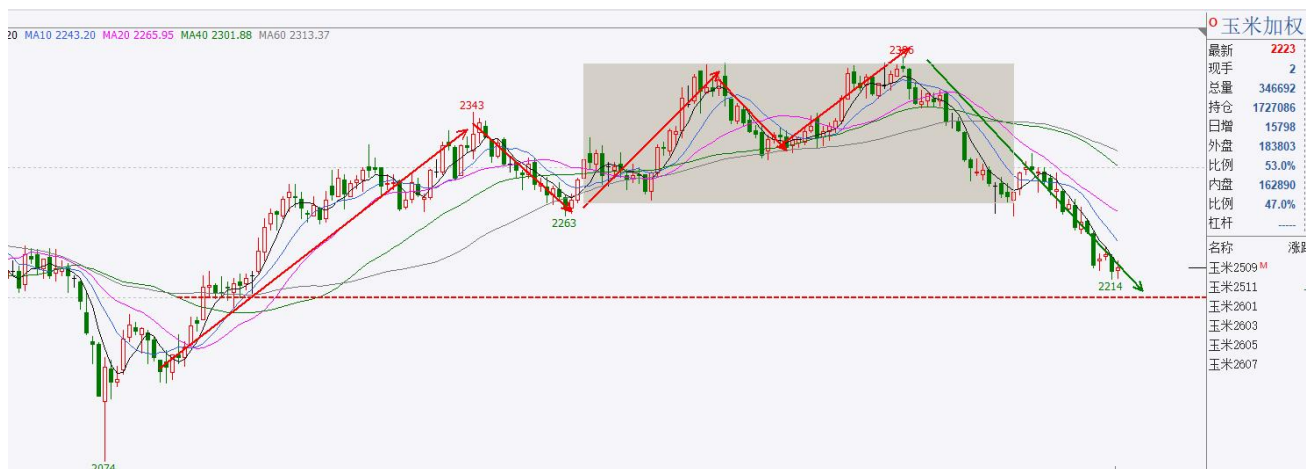 20 MA10 2243.20 MA20 2265.95 MA40 2301.88 MA60 2313.37
2343
2263
2214
玉米加权
最新 2223
现手 2
总量 346692
持仓 1727086
日增 15798
外盘 183803
比例 53.0%
内盘 162890
比例 47.0%
杠杆 -----
名称 涨跌
玉米2509 M
玉米2511
玉米2601
玉米2603
玉米2605
玉米2607